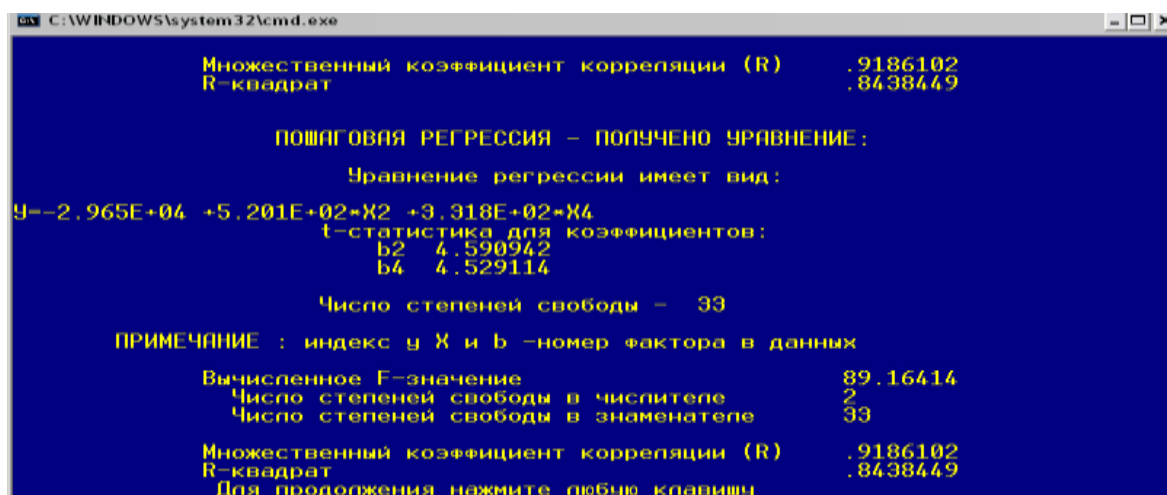 C:\WINDOWS\system32\cmd.exe
Множественный коэффициент корреляции (R) .9186102
R-квадрат .8438449
ПОШАГОВАЯ РЕГРЕССИЯ - ПОЛУЧЕНО УРАВНЕНИЕ:
Уравнение регрессии имеет вид:
Y=-2.965E+04 +5.201E+02*X2 +3.318E+02*X4
t-статистика для коэффициентов:
b2 4.590942
b4 4.529114
Число степеней свободы - 33
ПРИМЕЧАНИЕ : индекс у X и b -номер фактора в данных
Вычисленное F-значение 89.16414
Число степеней свободы в числителе 2
Число степеней свободы в знаменателе 33
Множественный коэффициент корреляции (R) .9186102
R-квадрат .8438449
Для продолжения нажмите любую клавишу